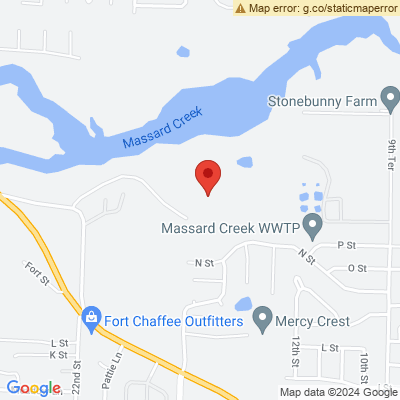 Map error: g.co/staticmaperror
Stonebunny Farm
Massard Creek
9th Ter
Massard Creek WWTP
P St
N St
N St
O St
Fort St
Fort Chaffee Outfitters
Mercy Crest
L St
K St
22nd St
Pattie Ln
12th St
L St
10th St
Google
Map data ©2024 Google